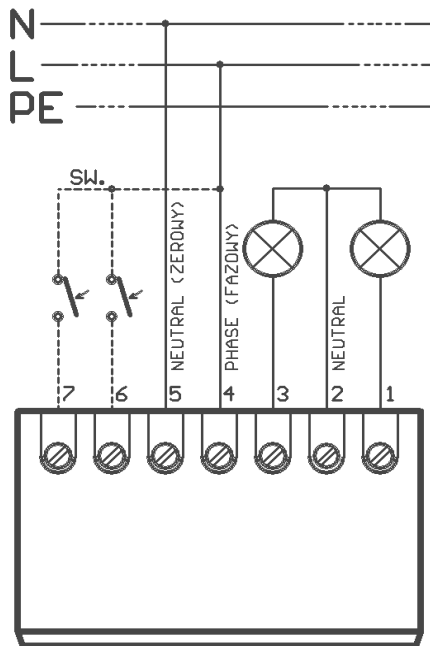 N
L
PE
SW.
NEUTRAL (ZEROWY)
PHASE (FAZOWY)
NEUTRAL
7 6 5 4 3 2 1